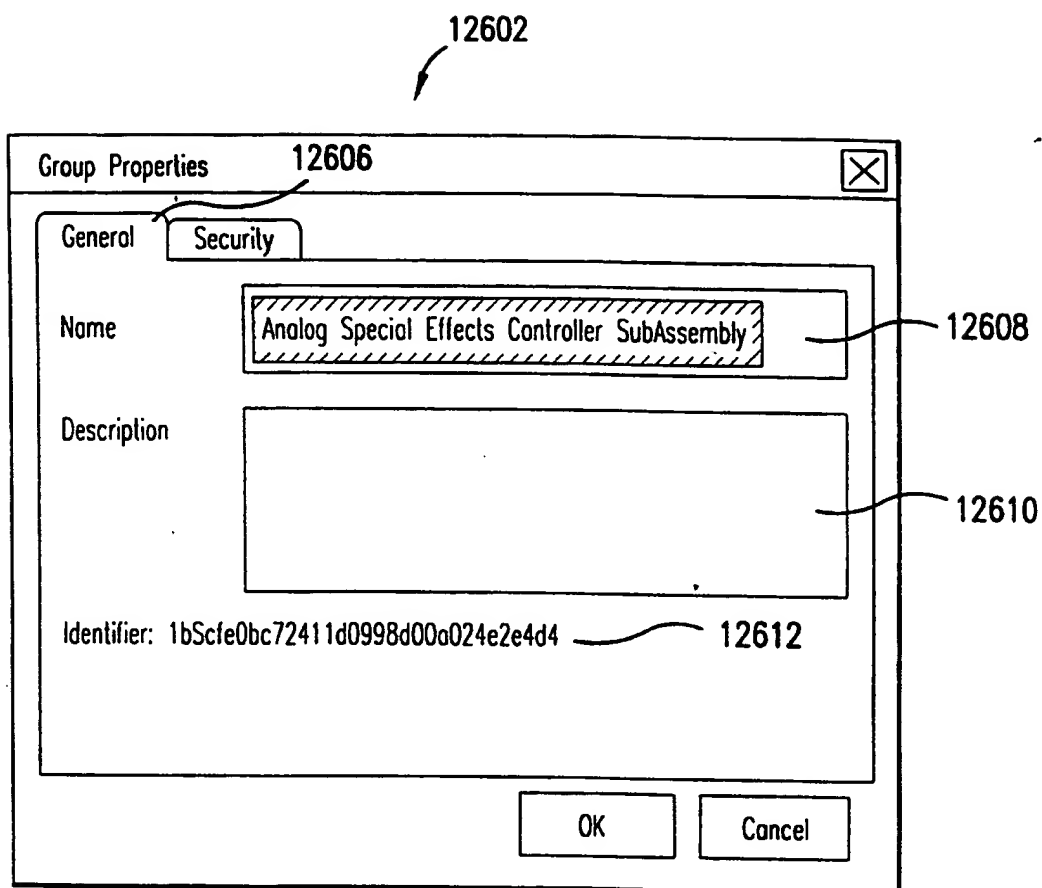 12602
Group Properties
12606
General
Security
Name
Analog Special Effects Controller SubAssembly
12608
Description
12610
Identifier: 1bScfe0bc72411d0998d00a024e2e4d4
12612
OK
Cancel